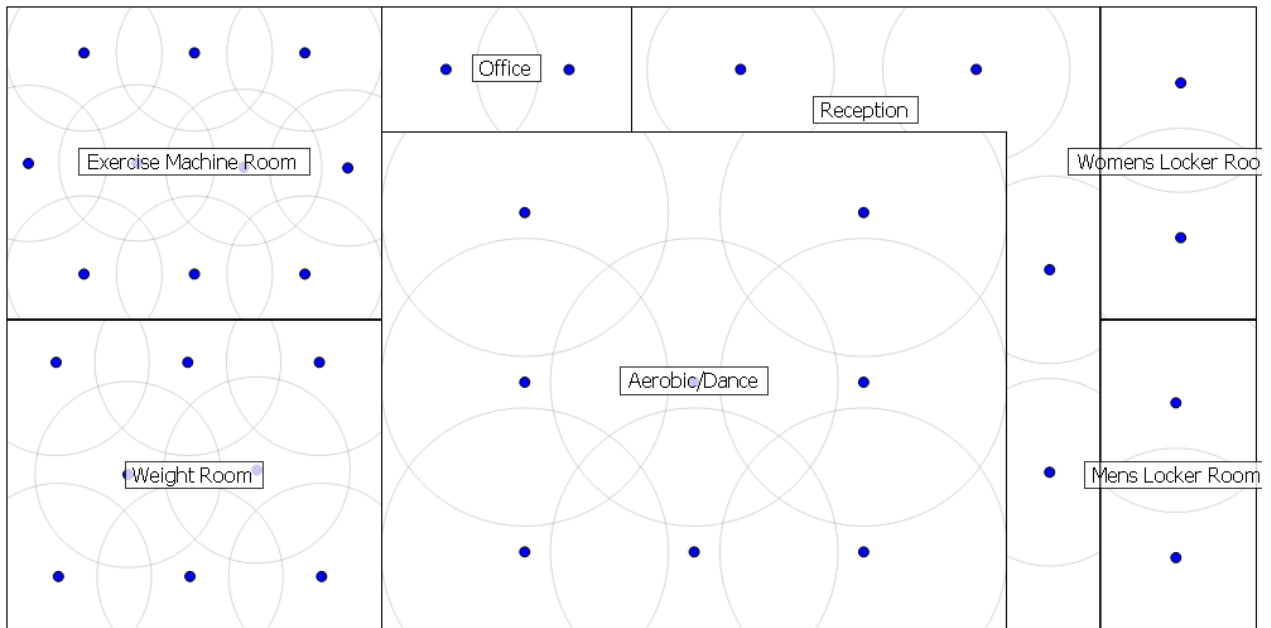 Office
Reception
Exercise Machine Room
Womens Locker Roo
Aerobic/Dance
Weight Room
Mens Locker Room